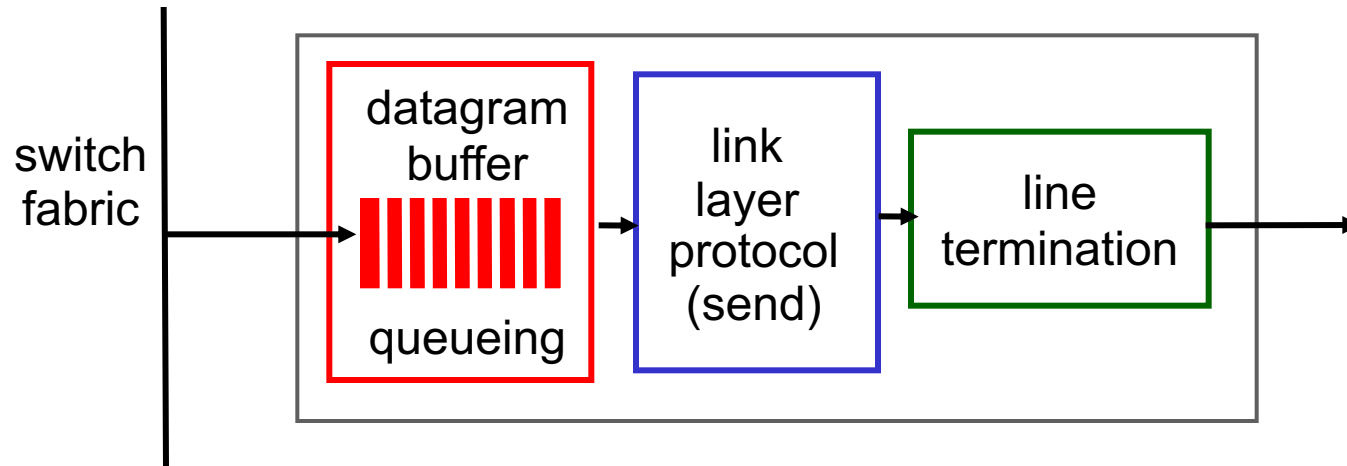 switch
fabric
datagram
buffer
queueing
link
layer
protocol
(send)
line
termination